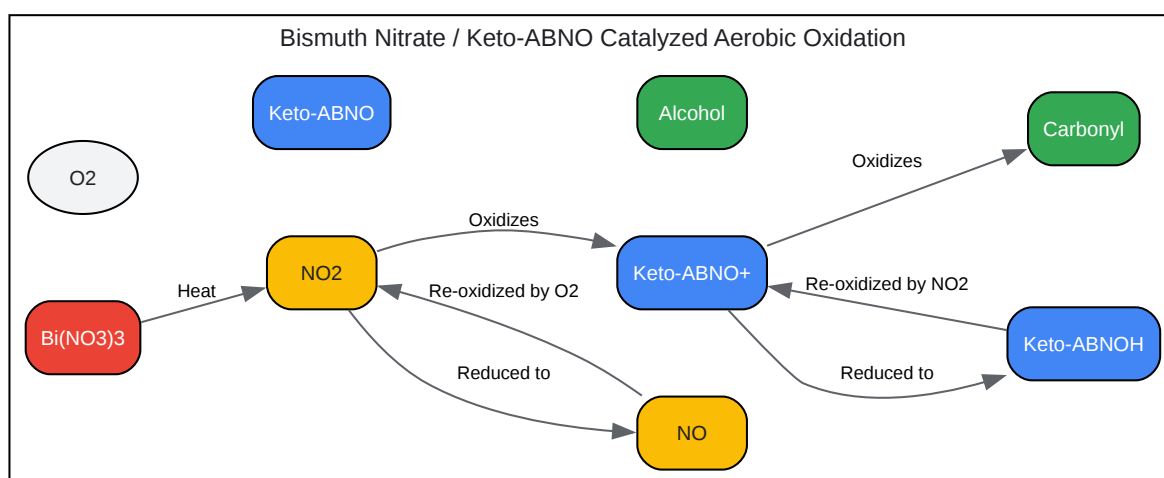 Bismuth Nitrate / Keto-ABNO Catalyzed Aerobic Oxidation
Keto-ABNO
Alcohol
Carbonyl
O2
Oxidizes
Oxidizes
NO2
Keto-ABNO+
Heat
Re-oxidized by O2
Re-oxidized by NO2
Bi(NO3)3
Keto-ABNOH
Reduced to
Reduced to
NO